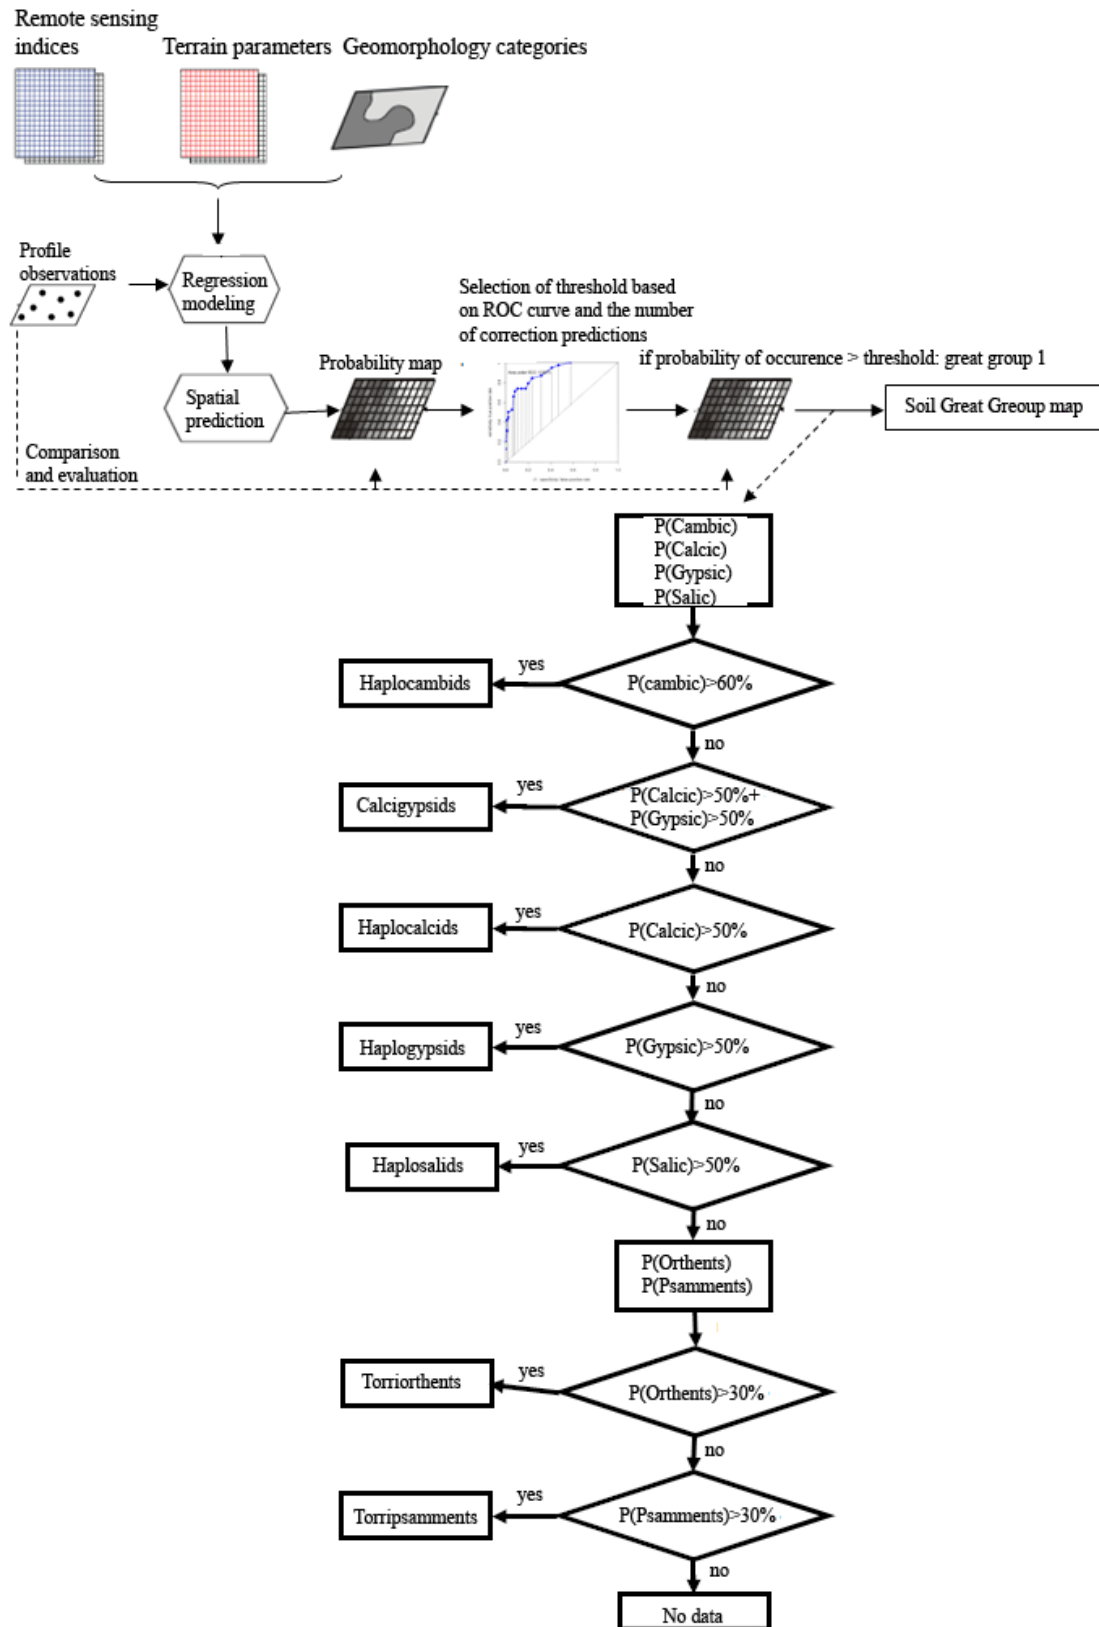 Remote sensing
indices
Terrain parameters
Geomorphology categories
Profile
observations
Regression
modeling
Selection of threshold based
on ROC curve and the number
of correction predictions
Probability map
if probability of occurence > threshold: great group 1
Spatial
prediction
Soil Great Greoup map
Comparison
and evaluation
P(Cambic)
P(Calcic)
P(Gypsic)
P(Salic)
Haplocambids
yes
P(cambic)>60%
no
Calcigypsids
yes
P(Calcic)>50%+
P(Gypsic)>50%
no
Haplocalcids
yes
P(Calcic)>50%
no
Haplogypsids
yes
P(Gypsic)>50%
no
Haplosalids
yes
P(Salic)>50%
no
P(Orthents)
P(Psamments)
Torriorthents
yes
P(Orthents)>30%
no
Torripsamments
yes
P(Psamments)>30%
no
No data